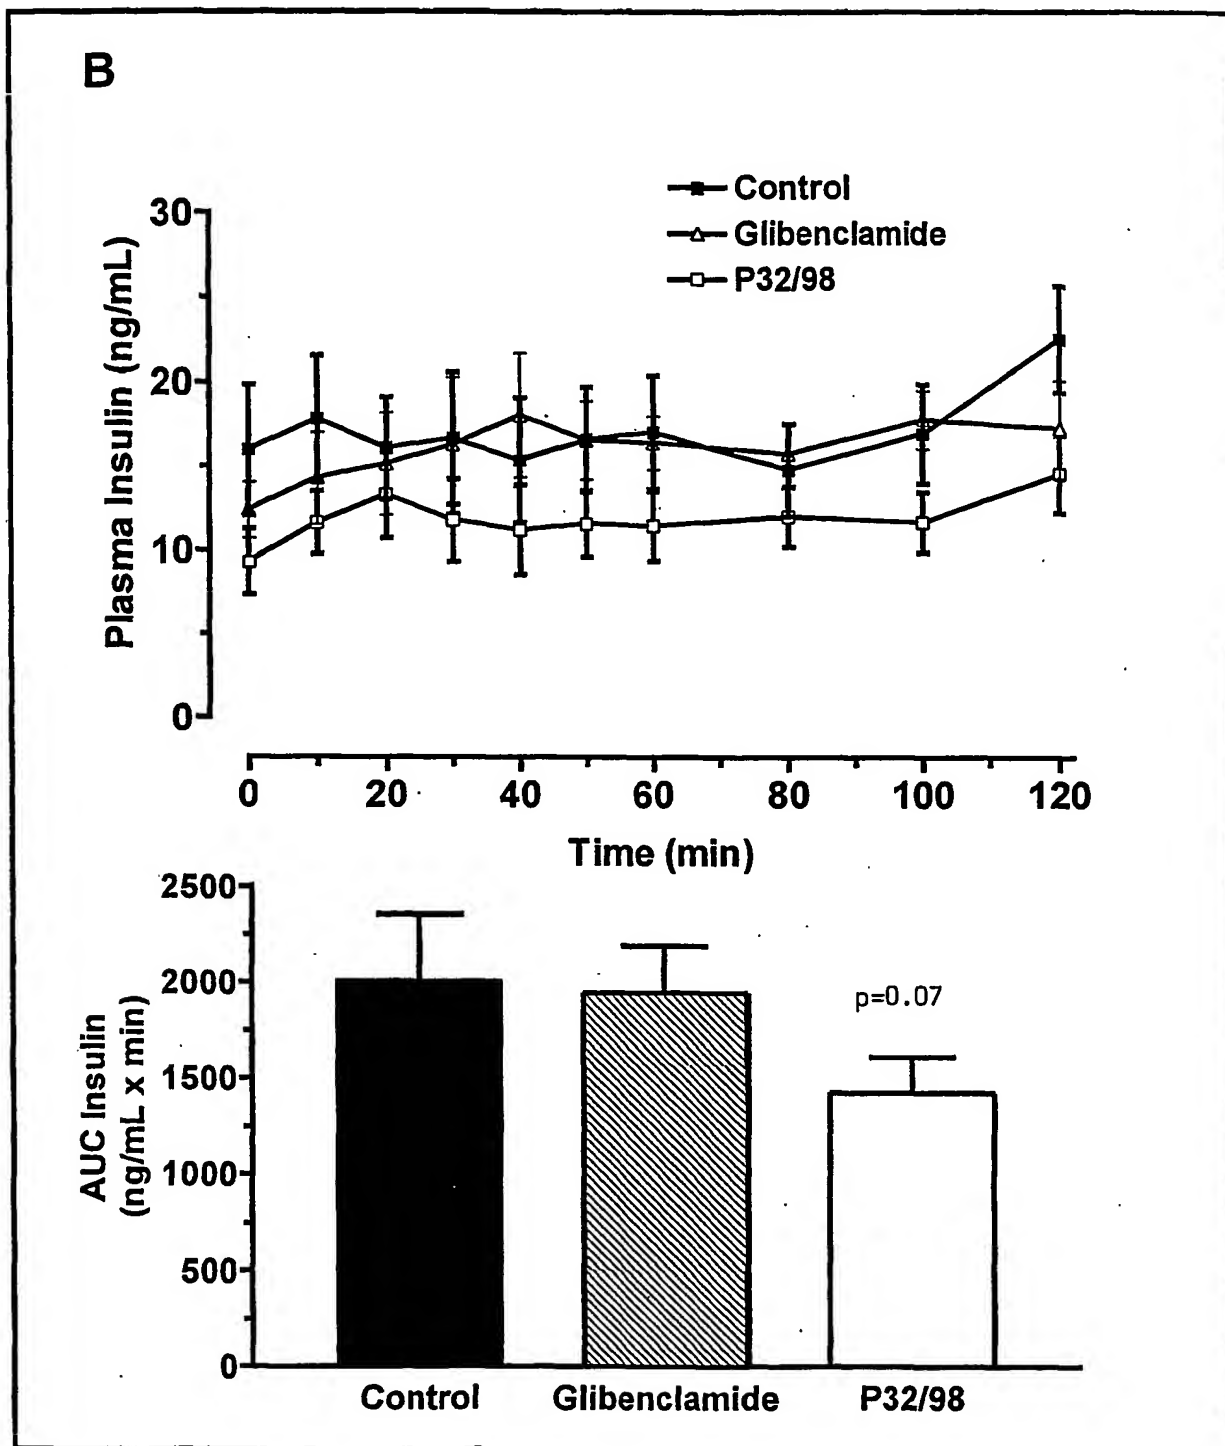 B
Control
Glibenclamide
P32/98
30
20
10
0
Plasma Insulin (ng/mL)
0 20 40 60 80 100 120
Time (min)
2500
2000
1500
1000
500
0
AUC Insulin
(ng/mL x min)
p=0.07
Control Glibenclamide P32/98